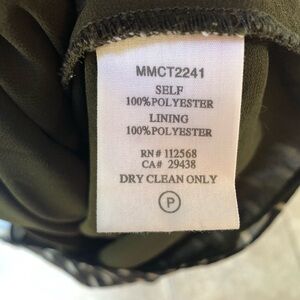 MMCT2241
SELF
100%POLYESTER
LINING
100%POLYESTER
RN# 112568
CA# 29438
DRY CLEAN ONLY
P